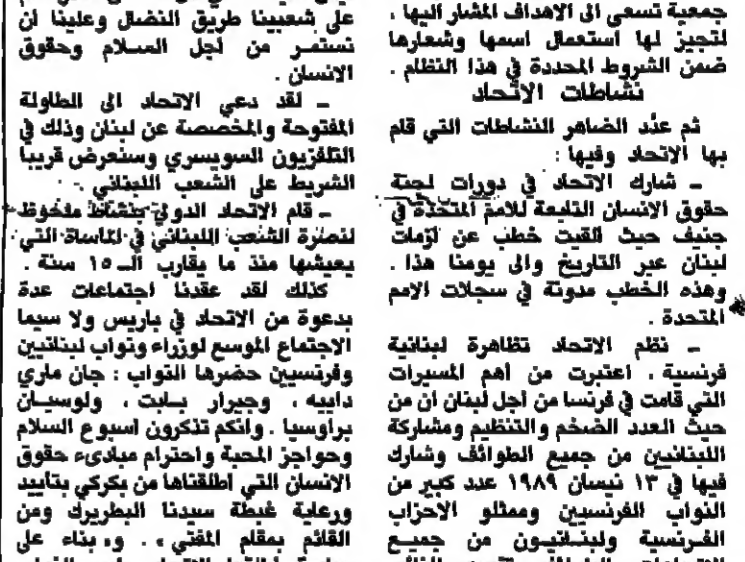 جمعية تسعى الى الاهداف المشار اليها ،
لتجيز لها استعمال اسمها وشعارها
ضمن الشروط المحددة في هذا النظام .
نشاطات الاتحاد
ثم عدّد الضاهر النشاطات التي قام
بها الاتحاد وفيها :
ـ شارك الاتحاد في دورات لجنة
حقوق الانسان التابعة للامم المتحدة في
جنيف حيث القيت خطب عن ازمات
لبنان عبر التاريخ والى يومنا هذا .
وهذه الخطب مدونة في سجلات الامم
المتحدة .
ـ نظم الاتحاد تظاهرة لبنانية
فرنسية . اعتبرت من أهم المسيرات
التي قامت في فرنسا من أجل لبنان ان من
حيث العدد الضخم والتنظيم ومشاركة
اللبنانيين من جميع الطوائف وشارك
فيها في ١٣ نيسان ١٩٨٩ عدد كبير من
النواب الفرنسيين وممثلو الاحزاب
الفرنسية ولبنانيون من جميع
على شعبينا طريق النضال وعلينا ان
نستمر من أجل السلام وحقوق
الانسان .
ـ لقد دعي الاتحاد الى الطاولة
المفتوحة والمخصصة عن لبنان وذلك في
التلفزيون السويسري وسنعرض قريبا
الشريط على الشعب اللبناني .
ـ قام الاتحاد الدولي بنشاط ملحوظ
لنصرة الشعب اللبناني في الماساة التي
يعيشها منذ ما يقارب الـ ١٥ سنة .
كذلك لقد عقدنا اجتماعات عدة
بدعوة من الاتحاد في باريس ولا سيما
الاجتماع الموسع لوزراء ونواب لبنانيين
وفرنسيين حضرها النواب : جان ماري
داييه ، وجيرار بابت ، ولوسيان
براوسيا . وانكم تذكرون اسبوع السلام
وحواجز المحبة واحترام مبادىء حقوق
الانسان التي اطلقناها من بكركي بتأييد
ورعاية غبطة سيدنا البطريرك ومن
القائم بمقام المفتي » . و« بناء على